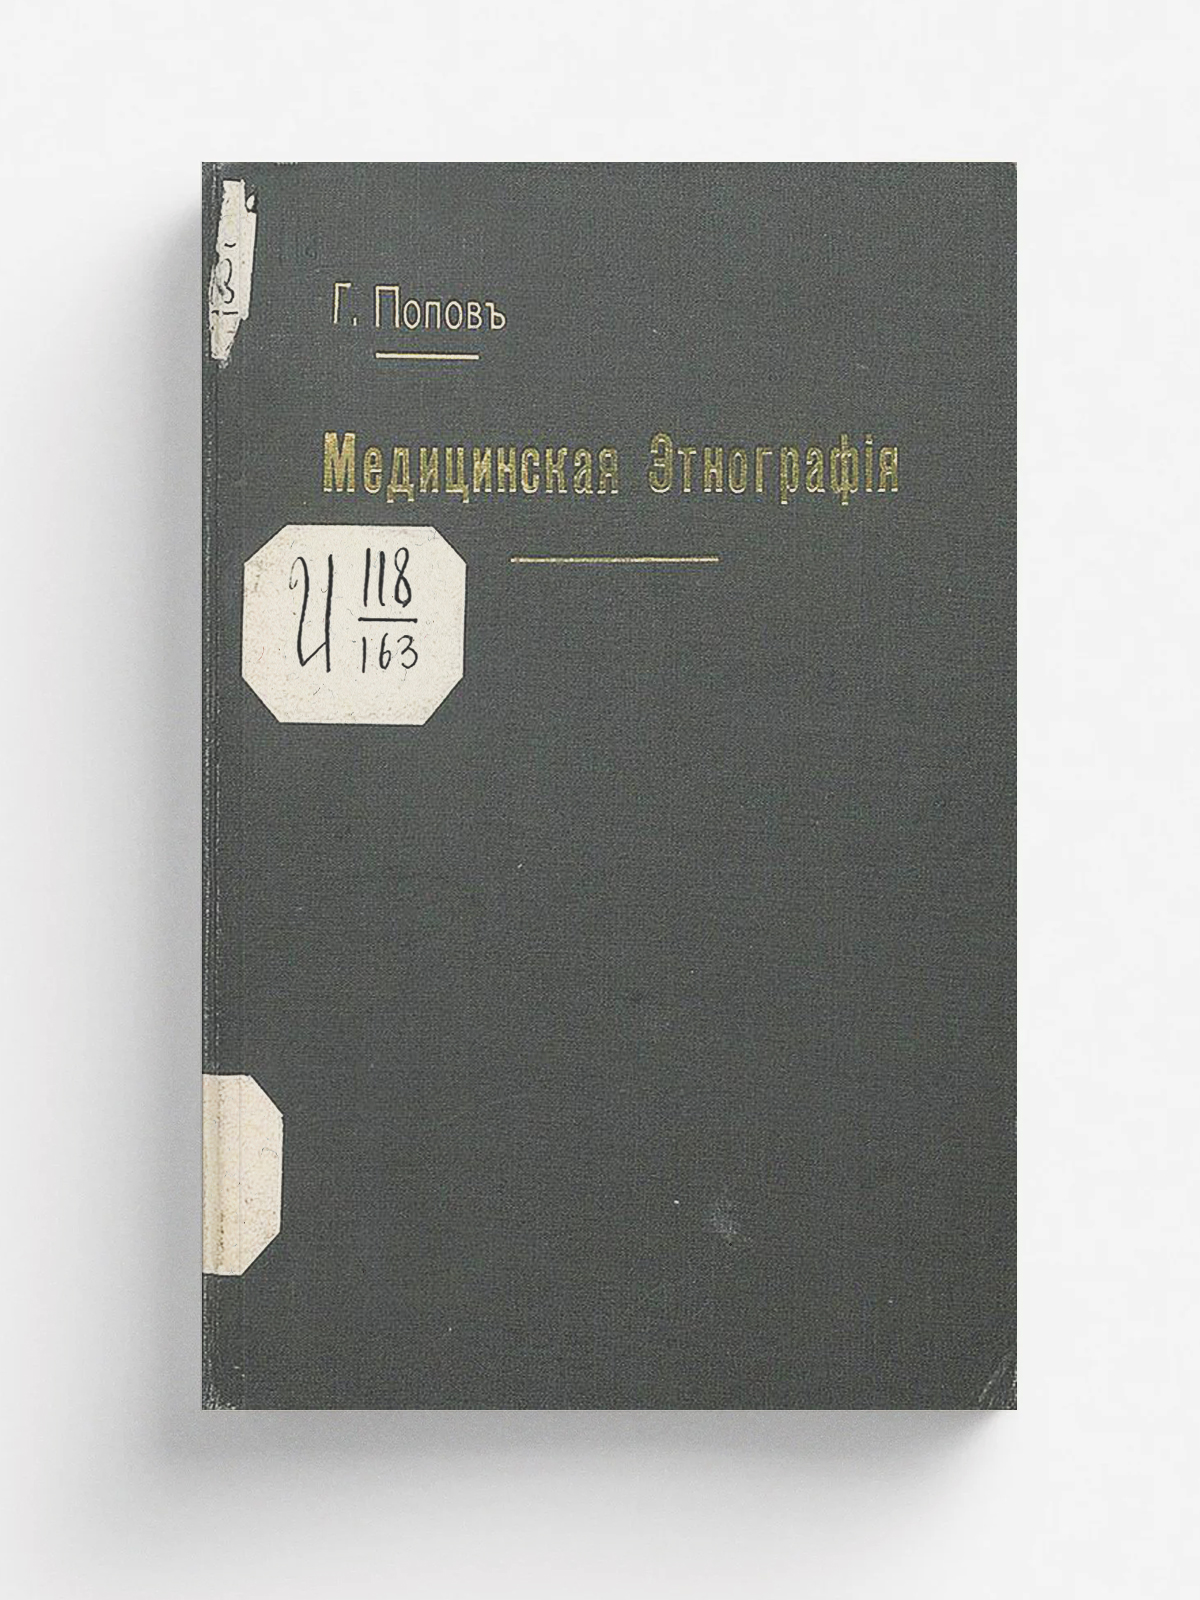 Г. Поповъ
Медицинская Этнографія
И 118
163